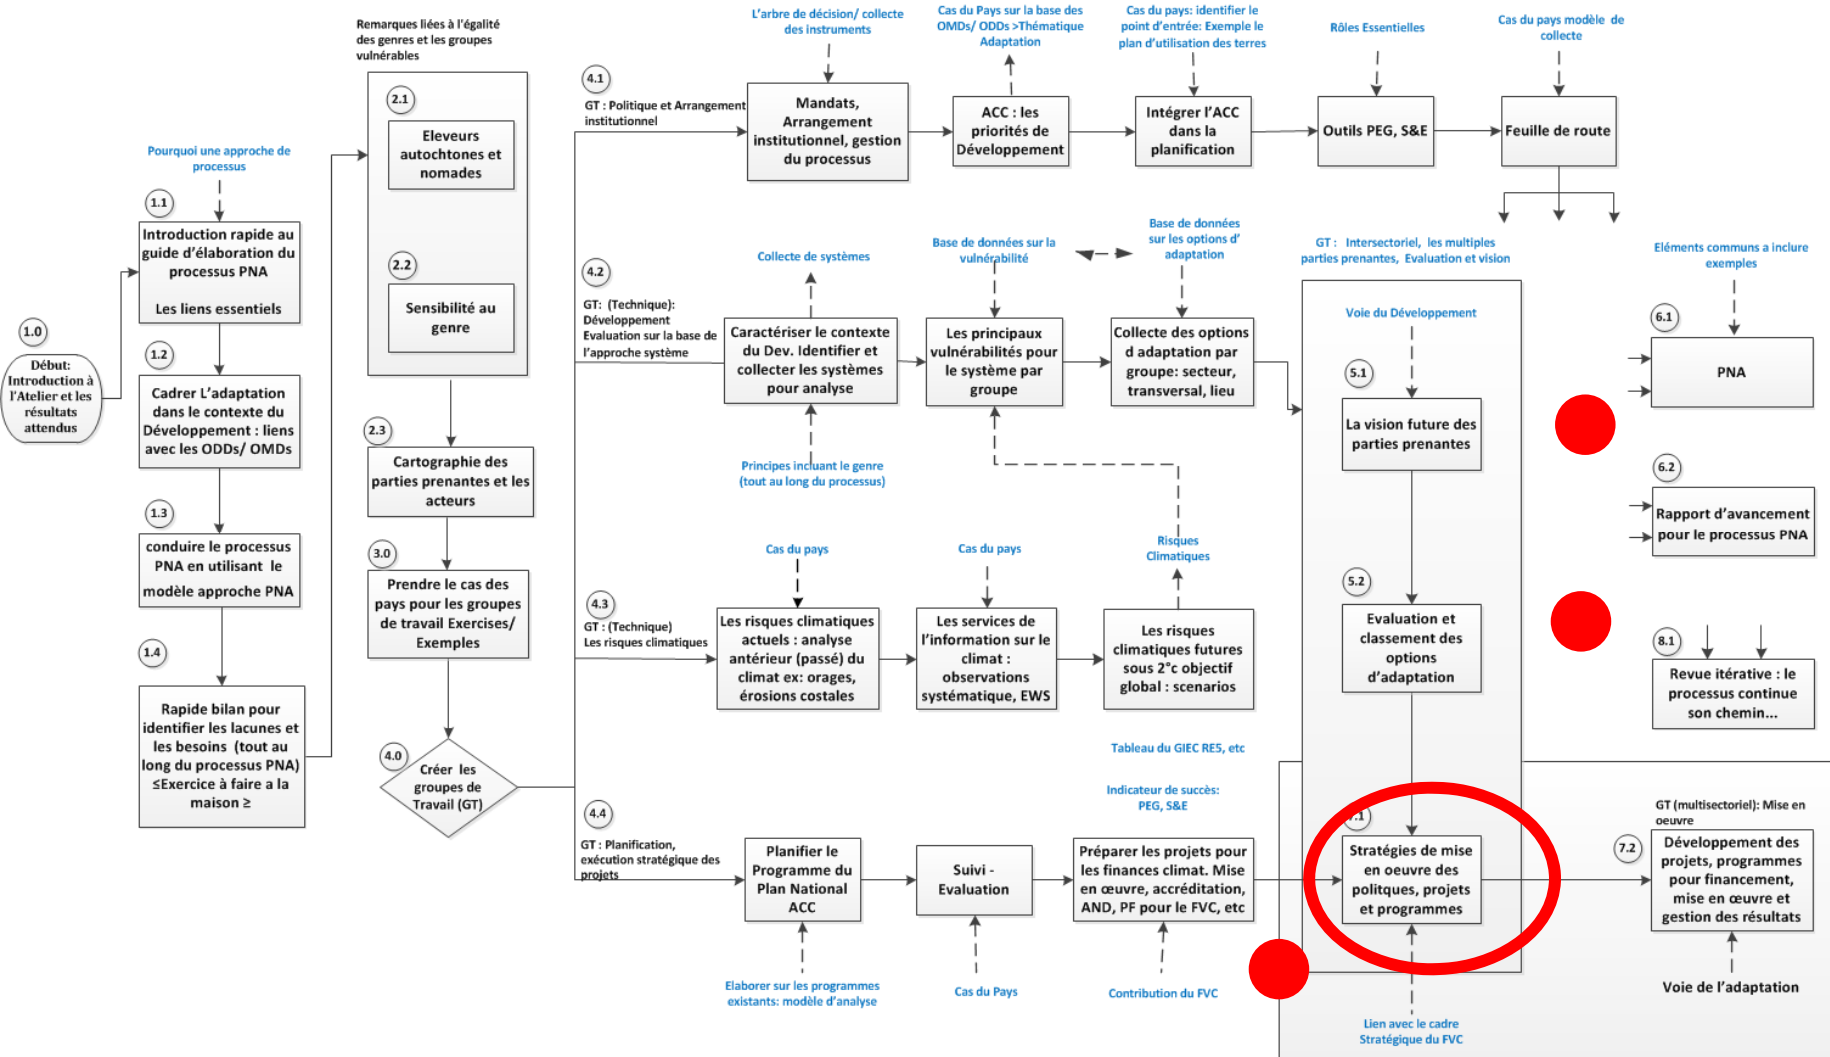 Remarques liées à l'égalité
des genres et les groupes
vulnérables
L'arbre de décision/ collecte
des instruments
Cas du Pays sur la base des
OMDs/ ODDs >Thématique
Adaptation
Cas du pays: identifier le
point d'entrée: Exemple le
plan d'utilisation des terres
Rôles Essentielles
Cas du pays modèle de
collecte
1.0
Début:
Introduction à
l'Atelier et les
résultats
attendus
Pourquoi une approche de
processus
1.1
Introduction rapide au
guide d'élaboration du
processus PNA
Les liens essentiels
1.2
Cadrer L'adaptation
dans le contexte du
Développement : liens
avec les ODDs/ OMDs
1.3
conduire le processus
PNA en utilisant le
modèle approche PNA
1.4
Rapide bilan pour
identifier les lacunes et
les besoins (tout au
long du processus PNA)
≤Exercice à faire a la
maison ≥
2.1
Eleveurs
autochtones et
nomades
2.2
Sensibilité au
genre
2.3
Cartographie des
parties prenantes et les
acteurs
3.0
Prendre le cas des
pays pour les groupes
de travail Exercises/
Exemples
4.0
Créer les
groupes de
Travail (GT)
4.1
GT : Politique et Arrangement
institutionnel
Mandats,
Arrangement
institutionnel, gestion
du processus
ACC : les
priorités de
Développement
Intégrer l'ACC
dans la
planification
Outils PEG, S&E
Feuille de route
4.2
GT: (Technique):
Développement
Evaluation sur la base de
l'approche système
Collecte de systèmes
Caractériser le contexte
du Dev. Identifier et
collecter les systèmes
pour analyse
Principes incluant le genre
(tout au long du processus)
Base de données sur la
vulnérabilité
Les principaux
vulnérabilités pour
le système par
groupe
Base de données
sur les options d'
adaptation
Collecte des options
d adaptation par
groupe: secteur,
transversal, lieu
4.3
GT : (Technique)
Les risques climatiques
Cas du pays
Les risques climatiques
actuels : analyse
antérieur (passé) du
climat ex: orages,
érosions costales
Cas du pays
Les services de
l'information sur le
climat :
observations
systématique, EWS
Risques
Climatiques
Les risques
climatiques futures
sous 2°c objectif
global : scenarios
Tableau du GIEC RE5, etc
4.4
GT : Planification,
exécution stratégique des
projets
Planifier le
Programme du
Plan National
ACC
Elaborer sur les programmes
existants: modèle d'analyse
Suivi -
Evaluation
Cas du Pays
Indicateur de succès:
PEG, S&E
Préparer les projets pour
les finances climat. Mise
en œuvre, accréditation,
AND, PF pour le FVC, etc
Contribution du FVC
GT : Intersectoriel, les multiples
parties prenantes, Evaluation et vision
Voie du Développement
5.1
La vision future des
parties prenantes
5.2
Evaluation et
classement des
options
d'adaptation
7.1
Stratégies de mise
en oeuvre des
politques, projets
et programmes
Lien avec le cadre
Stratégique du FVC
Eléments communs a inclure
exemples
6.1
PNA
6.2
Rapport d'avancement
pour le processus PNA
8.1
Revue itérative : le
processus continue
son chemin...
GT (multisectoriel): Mise en
oeuvre
7.2
Développement des
projets, programmes
pour financement,
mise en œuvre et
gestion des résultats
Voie de l'adaptation